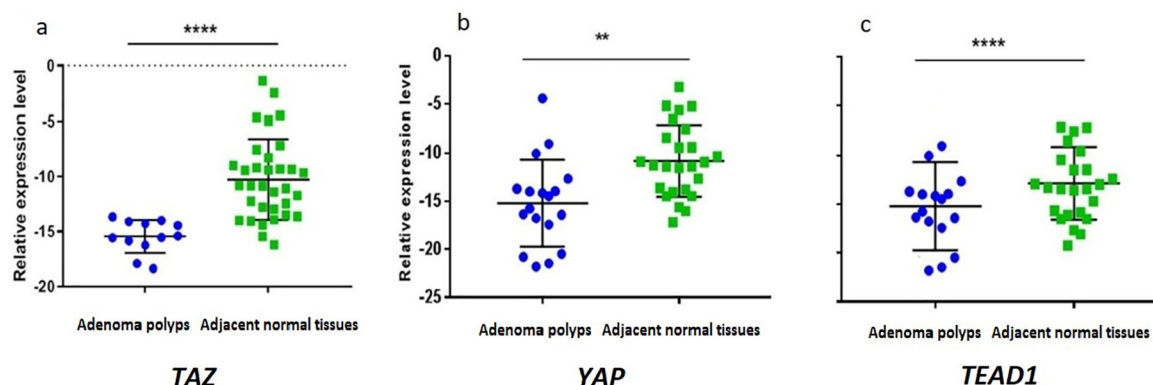 a
****
Relative expression level
0
-5
-10
-15
-20
Adenoma polyps
Adjacent normal tissues
TAZ
b
**
Relative expression level
0
-5
-10
-15
-20
-25
Adenoma polyps
Adjacent normal tissues
YAP
c
****
Adenoma polyps
Adjacent normal tissues
TEAD1